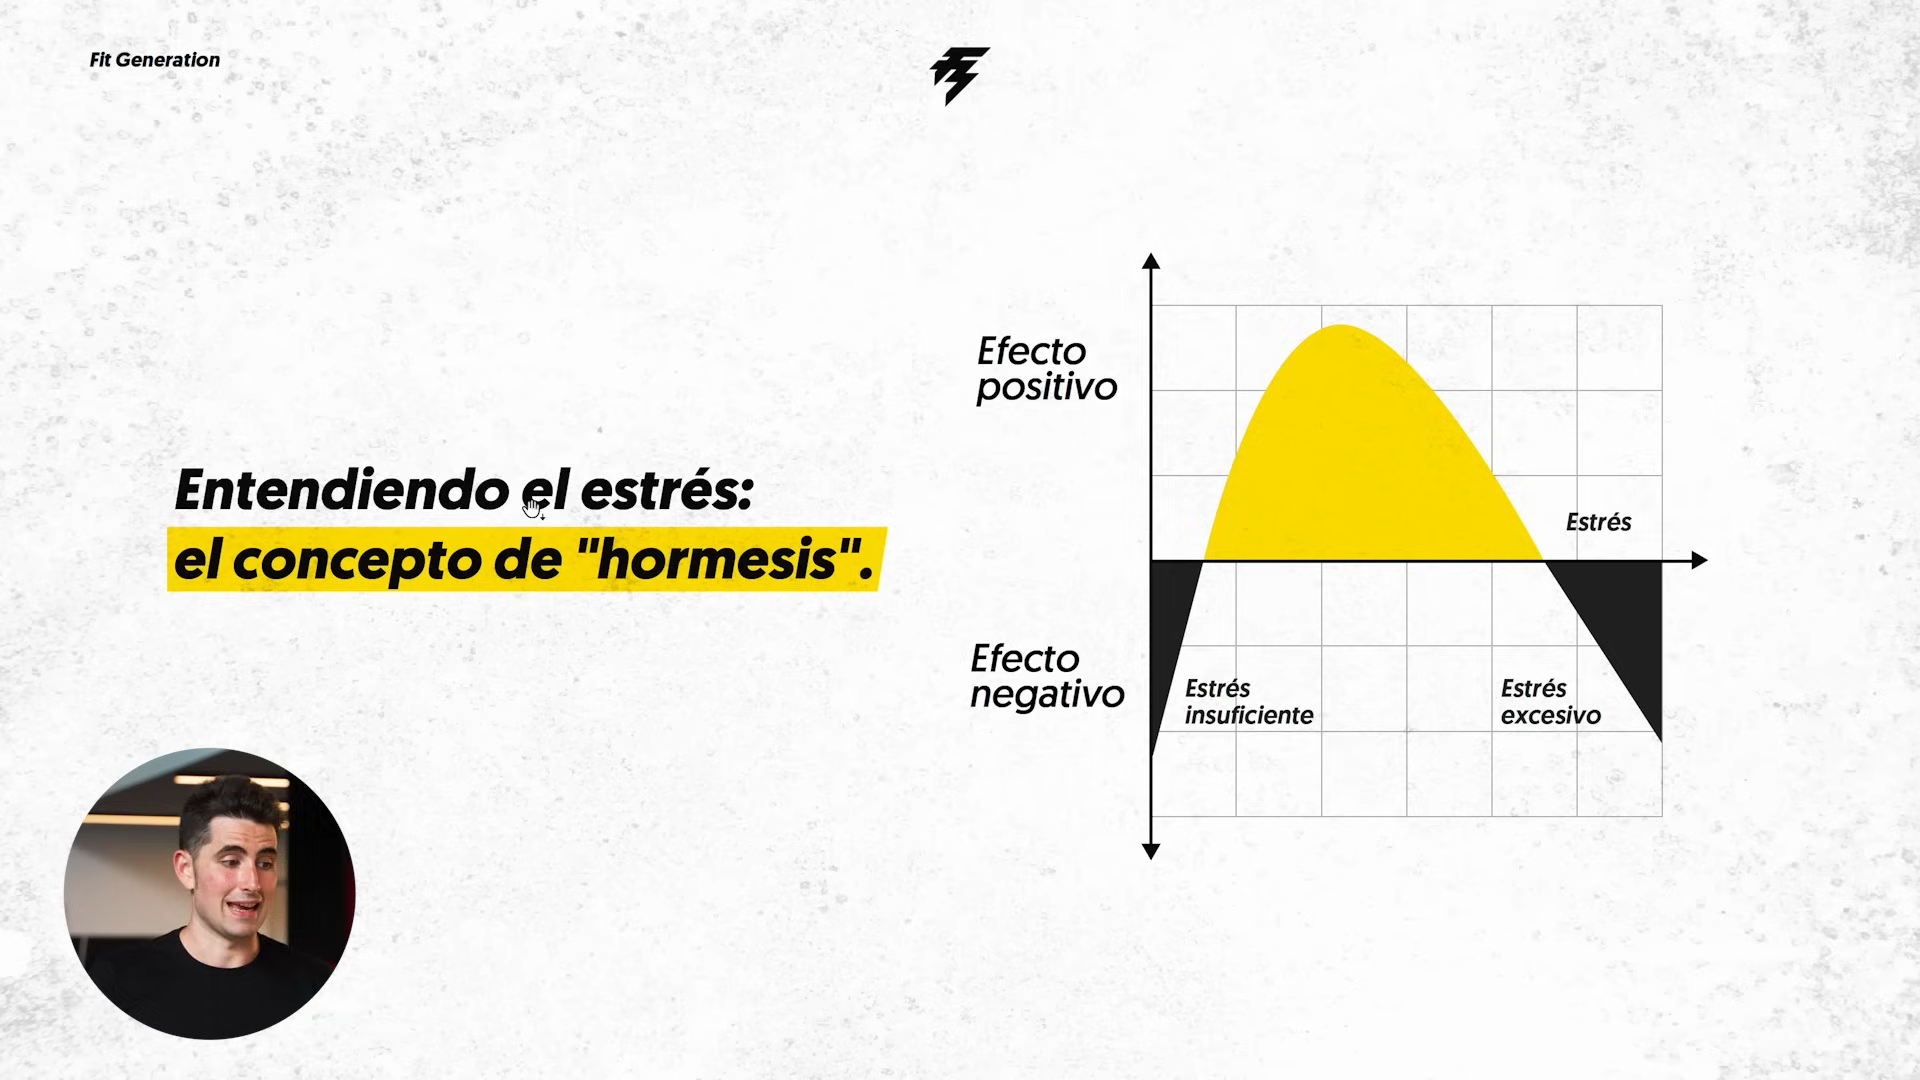 Fit Generation
Entendiendo el estrés:
el concepto de "hormesis".
Efecto
positivo
Estrés
Efecto
negativo
Estrés
insuficiente
Estrés
excesivo